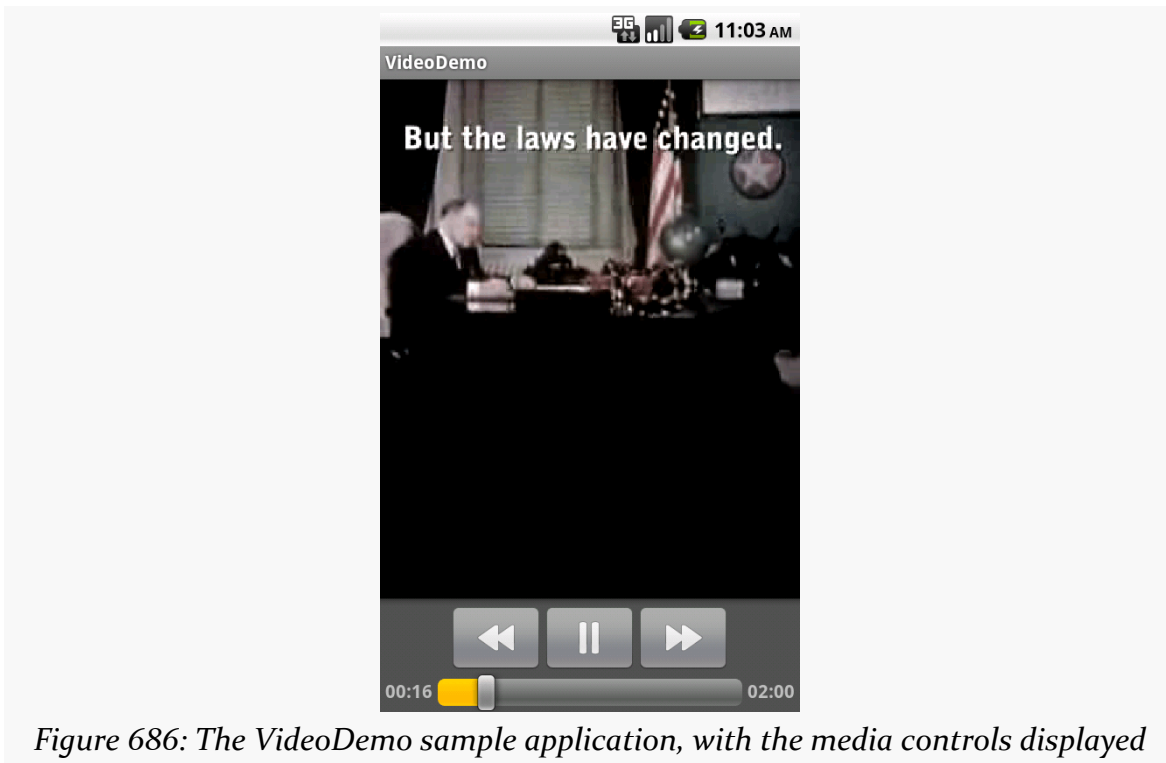 3G
11:03 AM
VideoDemo
But the laws have changed.
00:16
02:00
Figure 686: The VideoDemo sample application, with the media controls displayed